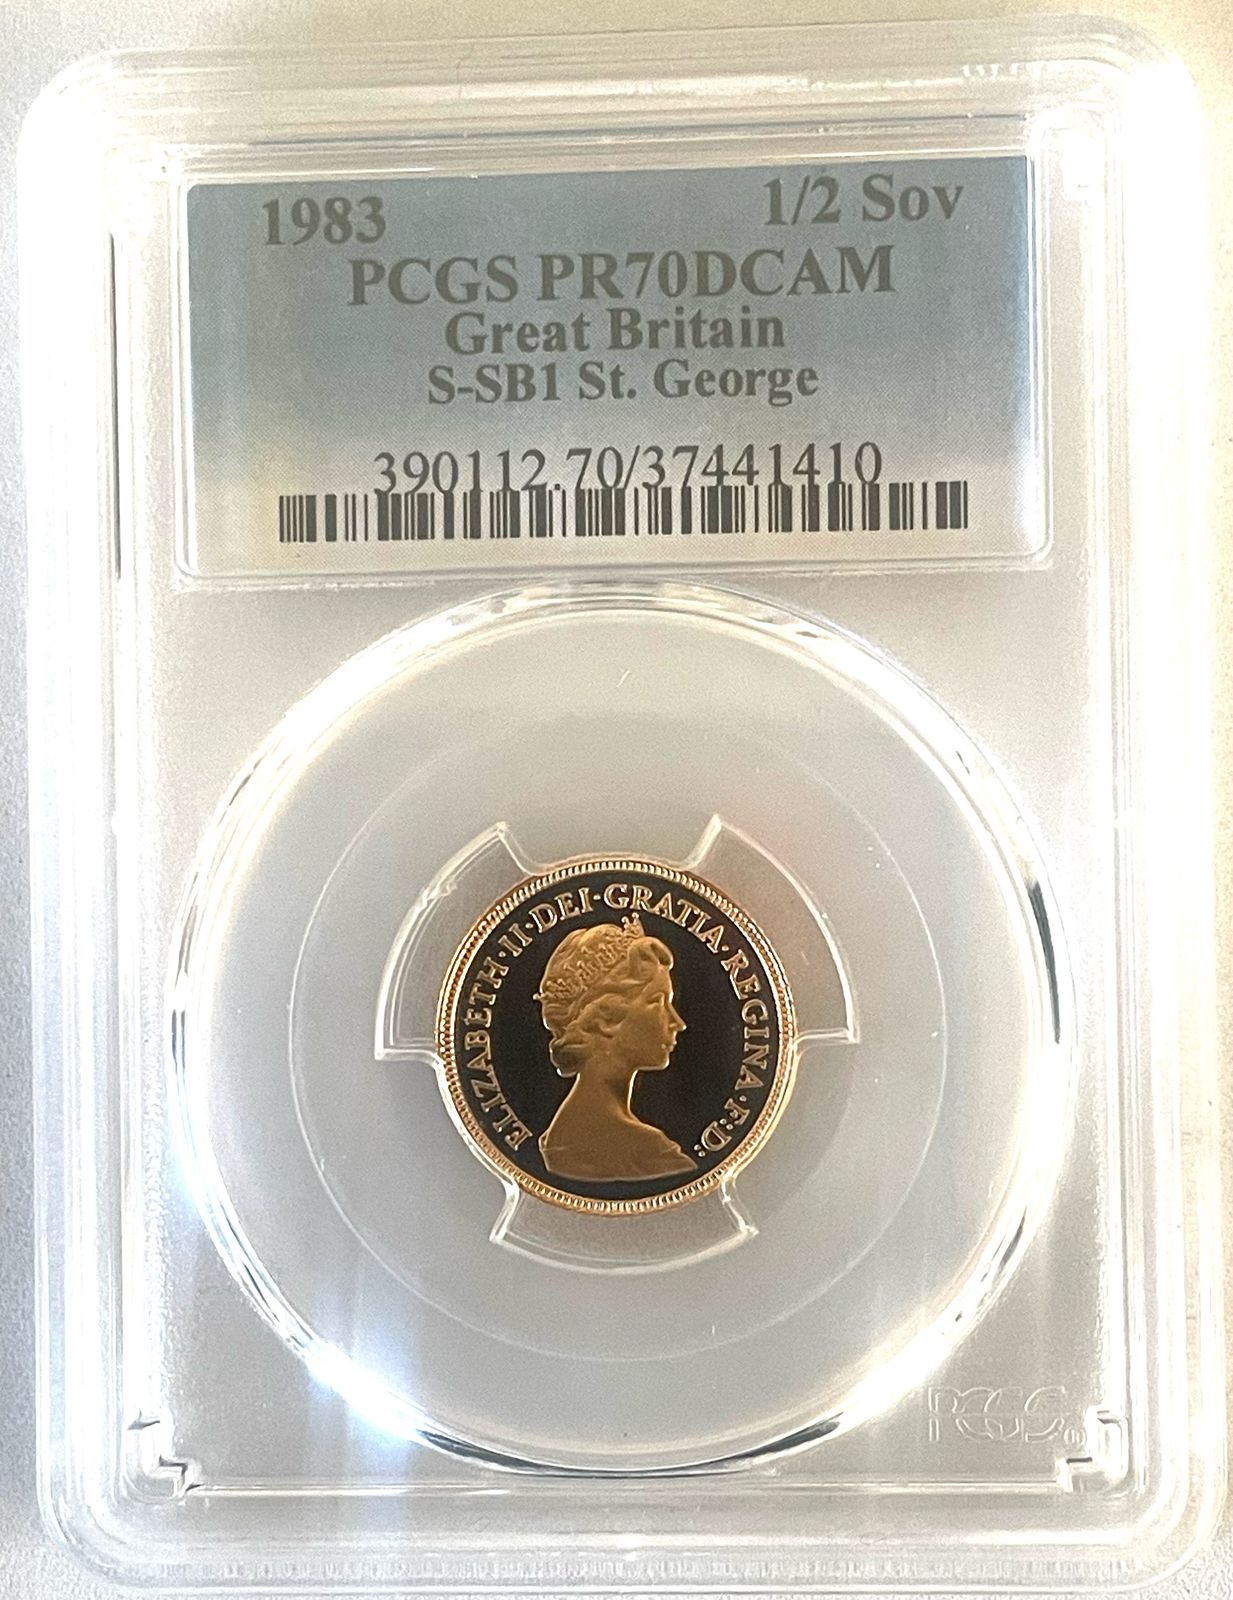 1983 1/2 Sov
PCGS PR70DCAM
Great Britain
S-SB1 St. George
390112.70/37441410
ELIZABETH·II·DEI·GRATIA·REGINA·F:D:
PCGS